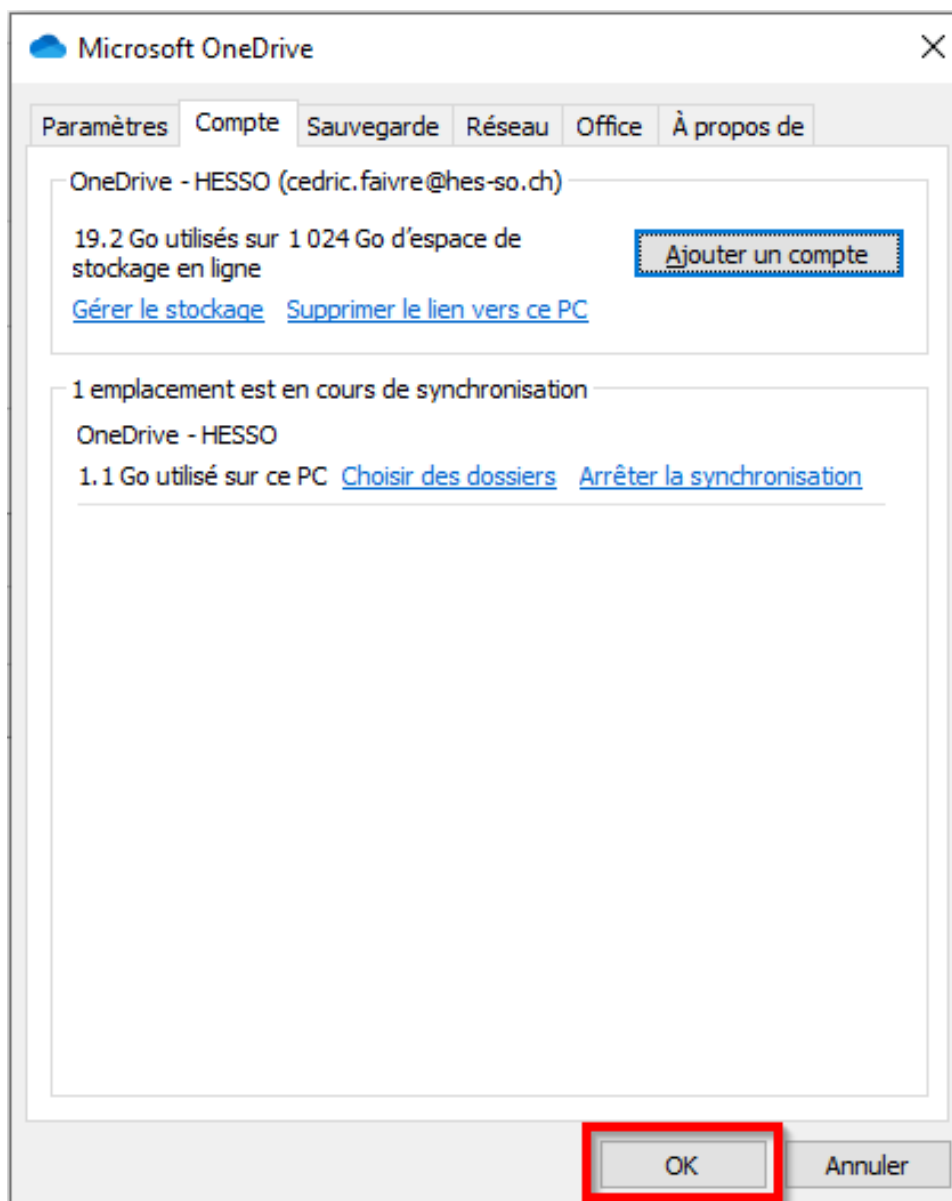 Microsoft OneDrive
Paramètres Compte Sauvegarde Réseau Office À propos de
OneDrive - HESSO (cedric.faivre@hes-so.ch)
19.2 Go utilisés sur 1 024 Go d'espace de
stockage en ligne
Ajouter un compte
Gérer le stockage Supprimer le lien vers ce PC
1 emplacement est en cours de synchronisation
OneDrive - HESSO
1.1 Go utilisé sur ce PC Choisir des dossiers Arrêter la synchronisation
OK Annuler